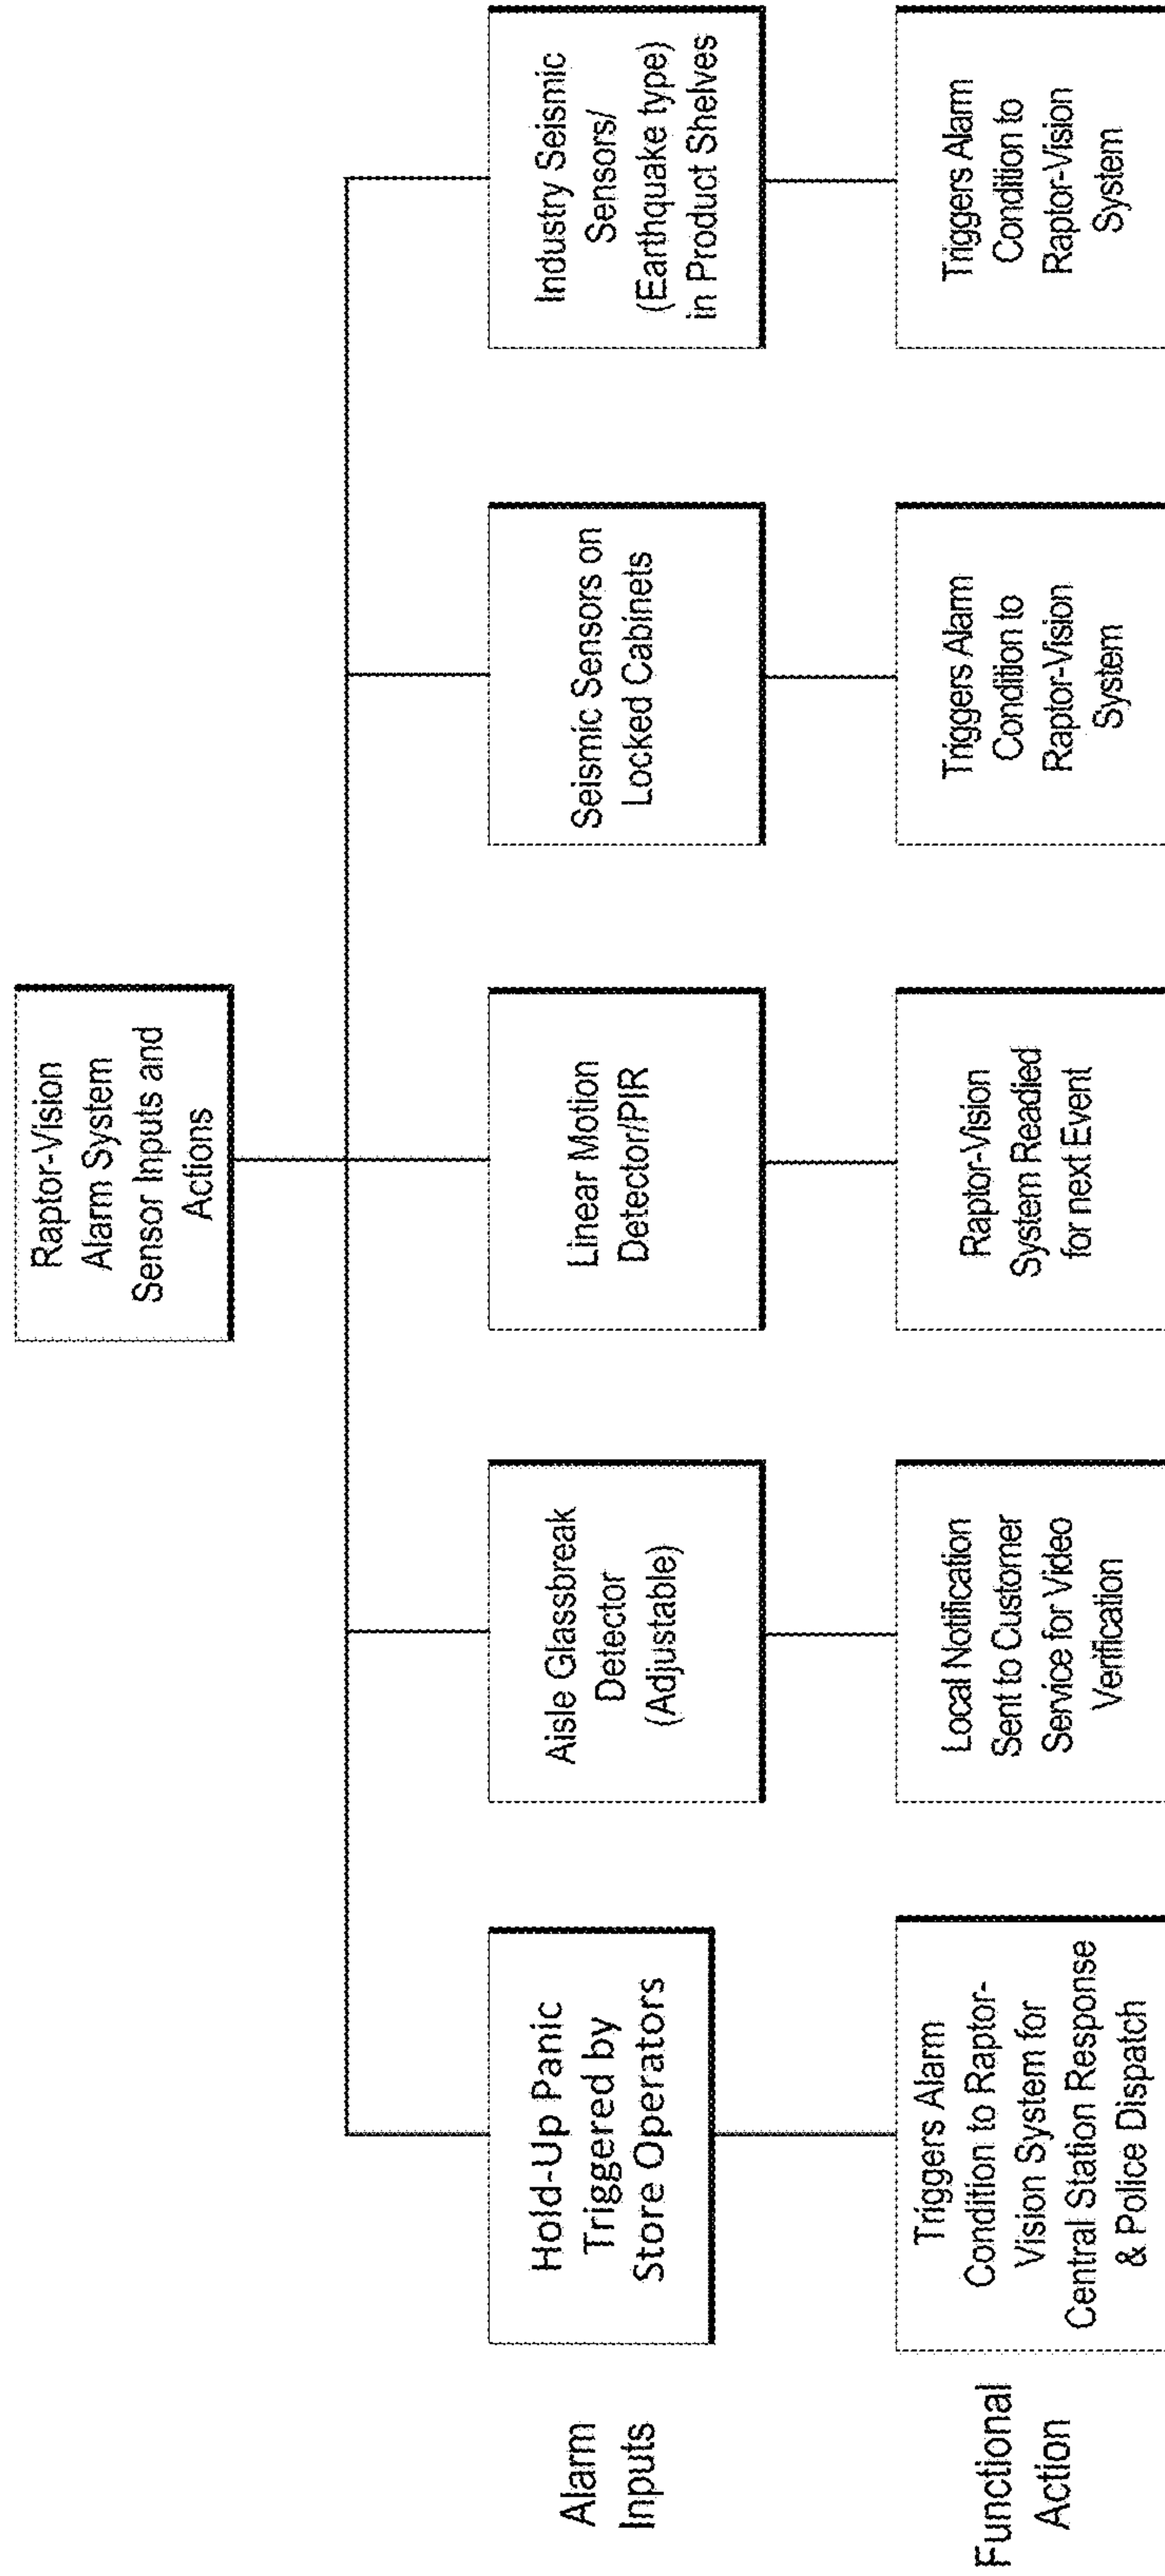 Raptor-Vision
Alarm System
Sensor Inputs and
Actions
Alarm
Inputs
Hold-Up Panic
Triggered by
Store Operators
Aisle Glassbreak
Detector
(Adjustable)
Linear Motion
Detector/PIR
Seismic Sensors on
Locked Cabinets
Industry Seismic
Sensors/
(Earthquake type)
in Product Shelves
Functional
Action
Triggers Alarm
Condition to Raptor-
Vision System for
Central Station Response
& Police Dispatch
Local Notification
Sent to Customer
Service for Video
Verification
Raptor-Vision
System Readied
for next Event
Triggers Alarm
Condition to
Raptor-Vision
System
Triggers Alarm
Condition to
Raptor-Vision
System